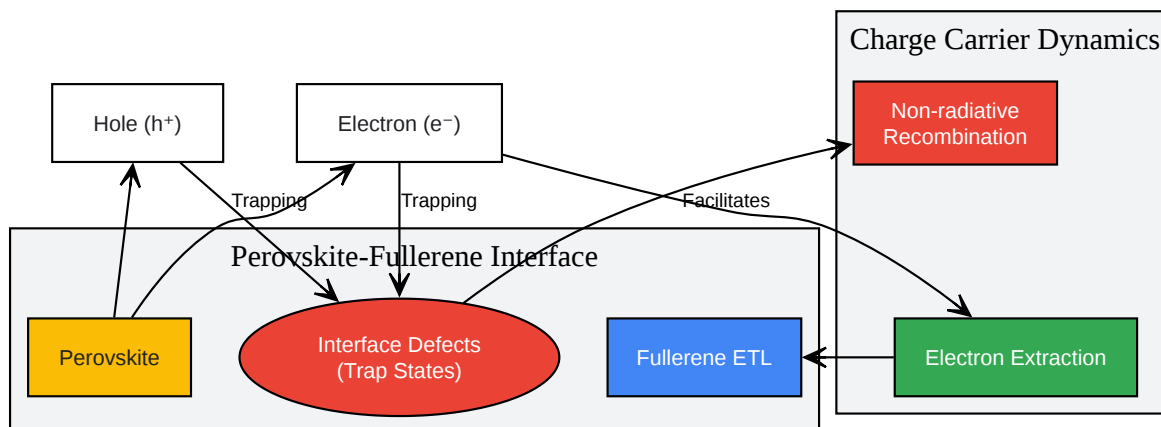 Charge Carrier Dynamics
Hole (h⁺)
Electron (e⁻)
Non-radiative
Recombination
Trapping
Trapping
Facilitates
Perovskite-Fullerene Interface
Perovskite
Interface Defects
(Trap States)
Fullerene ETL
Electron Extraction